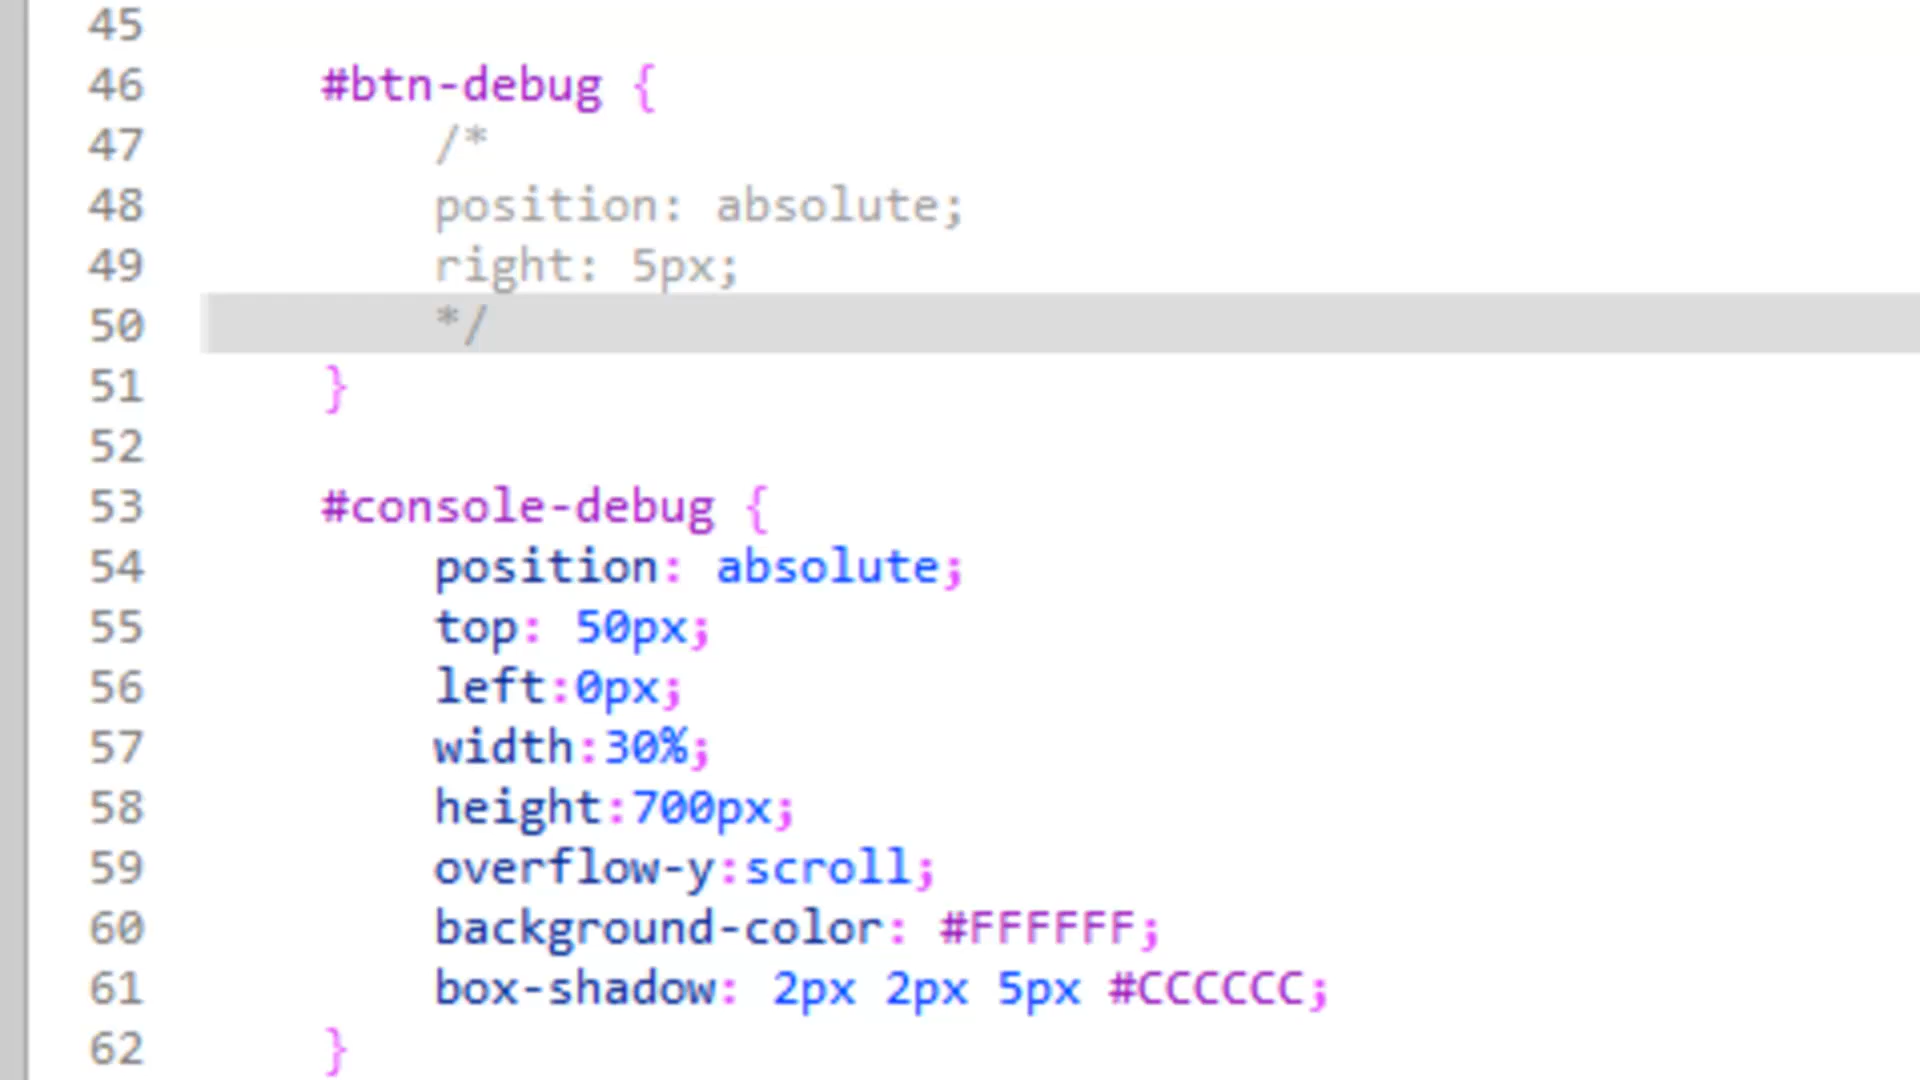 45
46 #btn-debug {
47 /*
48 position: absolute;
49 right: 5px;
50 */
51 }
52
53 #console-debug {
54 position: absolute;
55 top: 50px;
56 left:0px;
57 width:30%;
58 height:700px;
59 overflow-y:scroll;
60 background-color: #FFFFFF;
61 box-shadow: 2px 2px 5px #CCCCCC;
62 }